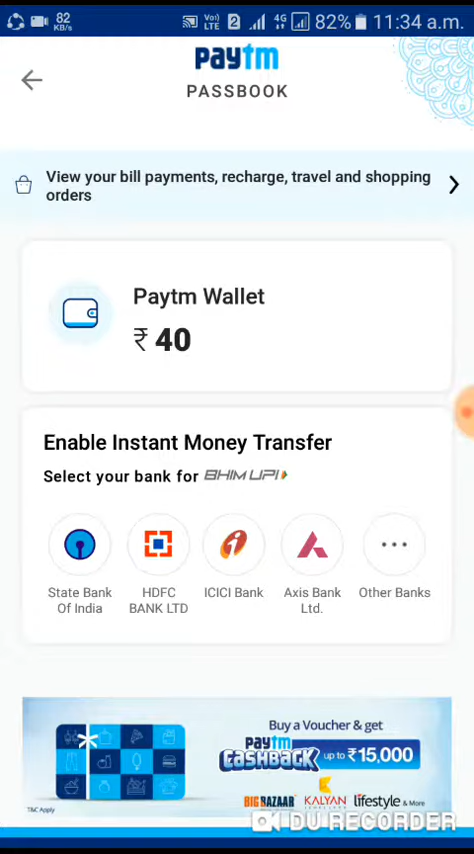 82
KB/s
Vo))
LTE
2
4G
82%
11:34 a.m.
paytm
PASSBOOK
View your bill payments, recharge, travel and shopping
orders
Paytm Wallet
₹ 40
Enable Instant Money Transfer
Select your bank for BHIM UPI
State Bank
Of India
HDFC
BANK LTD
ICICI Bank
Axis Bank
Ltd.
Other Banks
Buy a Voucher & get
paytm
CASHBACK up to ₹15,000
BIG BAZAAR KALYAN JEWELLERS lifestyle & More
T&C Apply
DU RECORDER